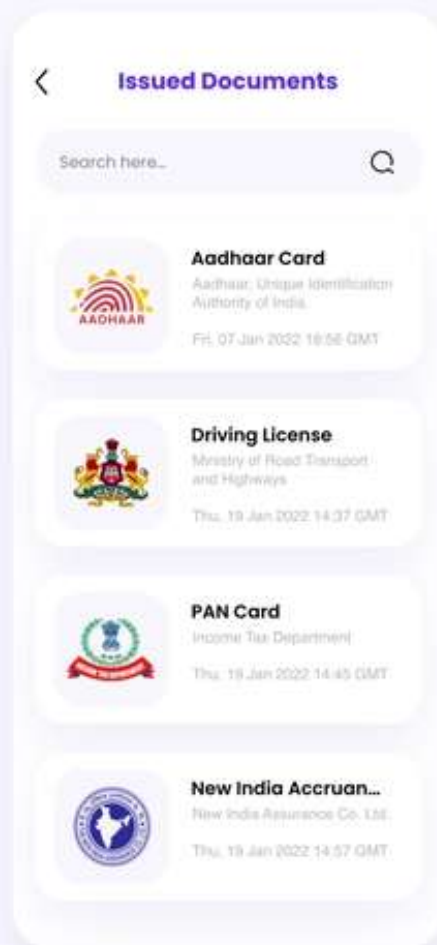 Issued Documents
Search here...
Aadhaar Card
Aadhaar, Unique Identification
Authority of India.
AADHAAR
Fri, 07 Jan 2022 16:56 GMT
Driving License
Ministry of Road Transport
and Highways
Thu, 19 Jan 2022 14:37 GMT
PAN Card
Income Tax Department
Thu, 19 Jan 2022 14:45 GMT
New India Accruan...
New India Assurance Co. Ltd.
Thu, 19 Jan 2022 14:57 GMT